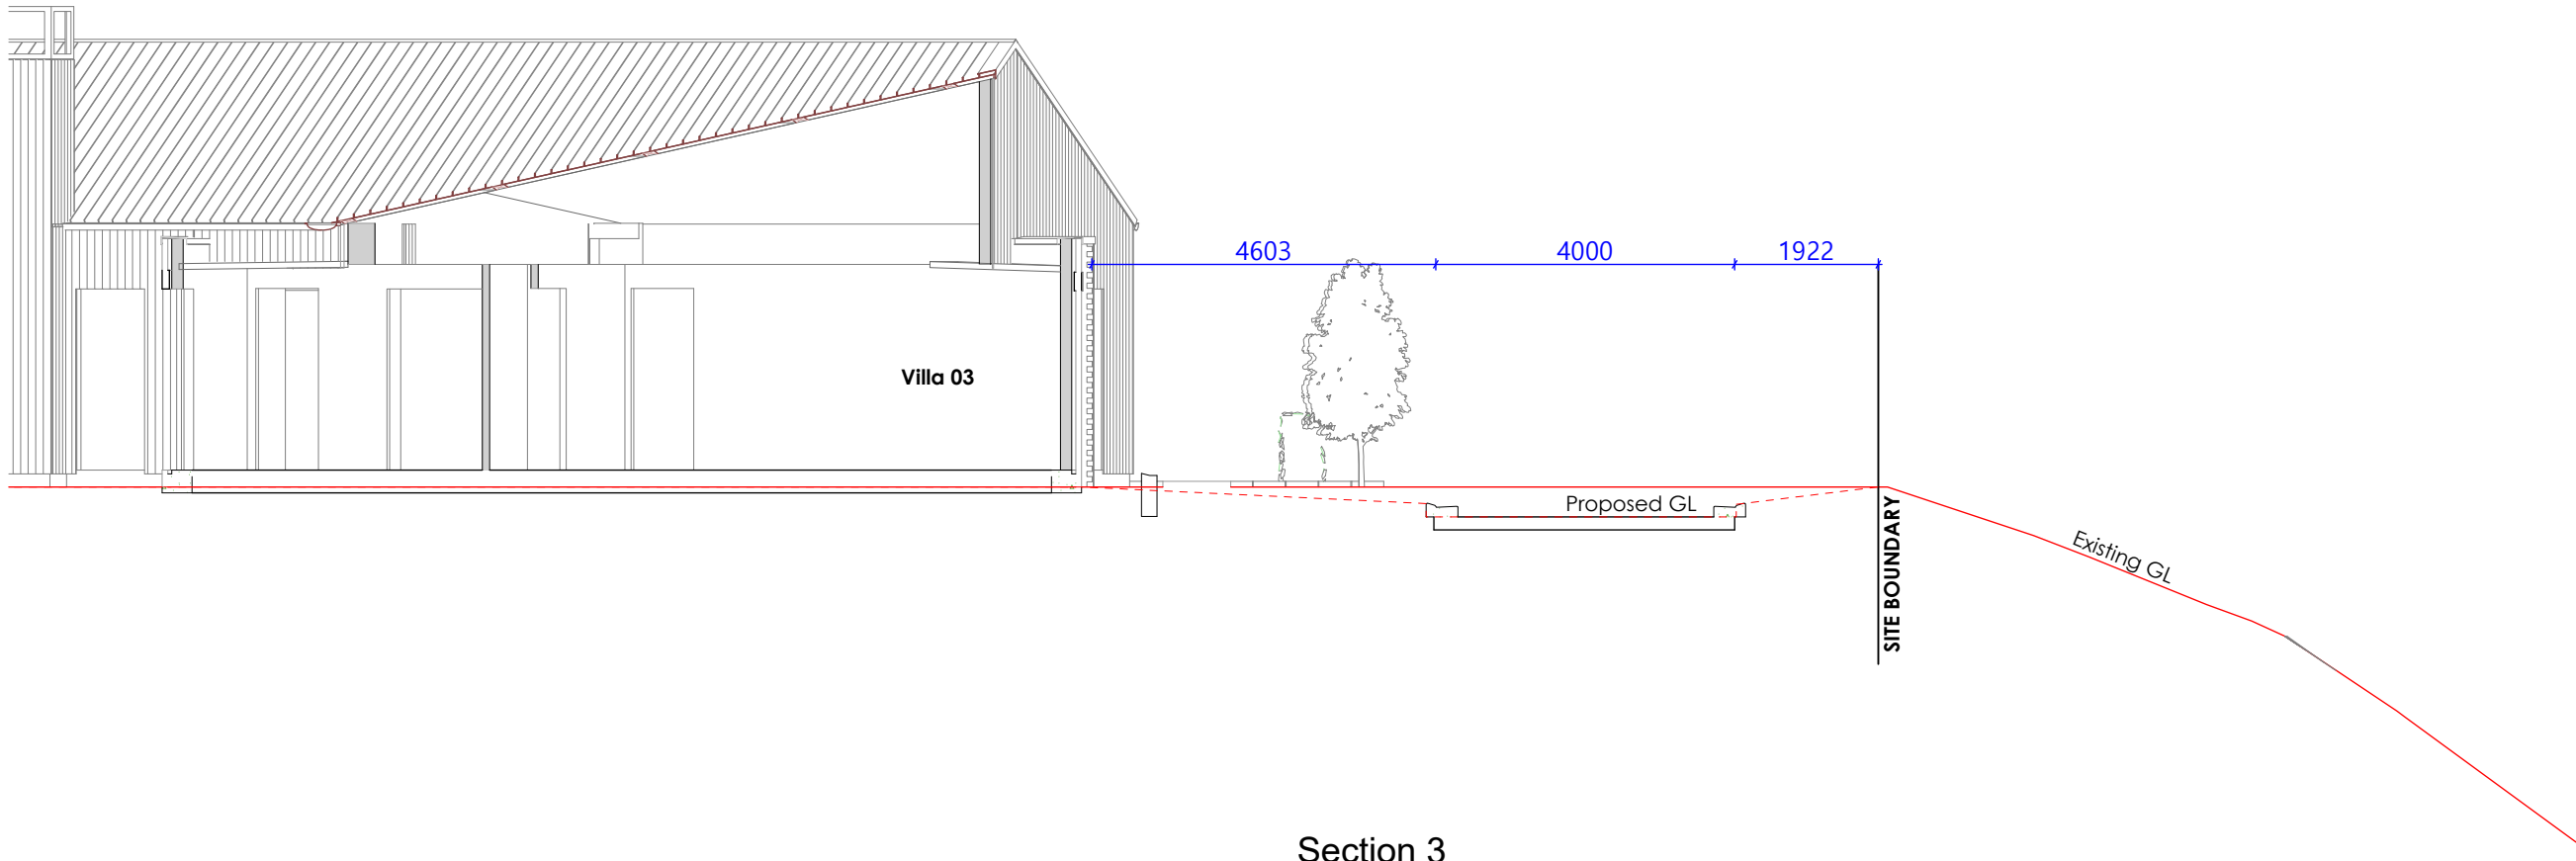 4603
4000
1922
Villa 03
Proposed GL
SITE BOUNDARY
Existing GL
Section 3